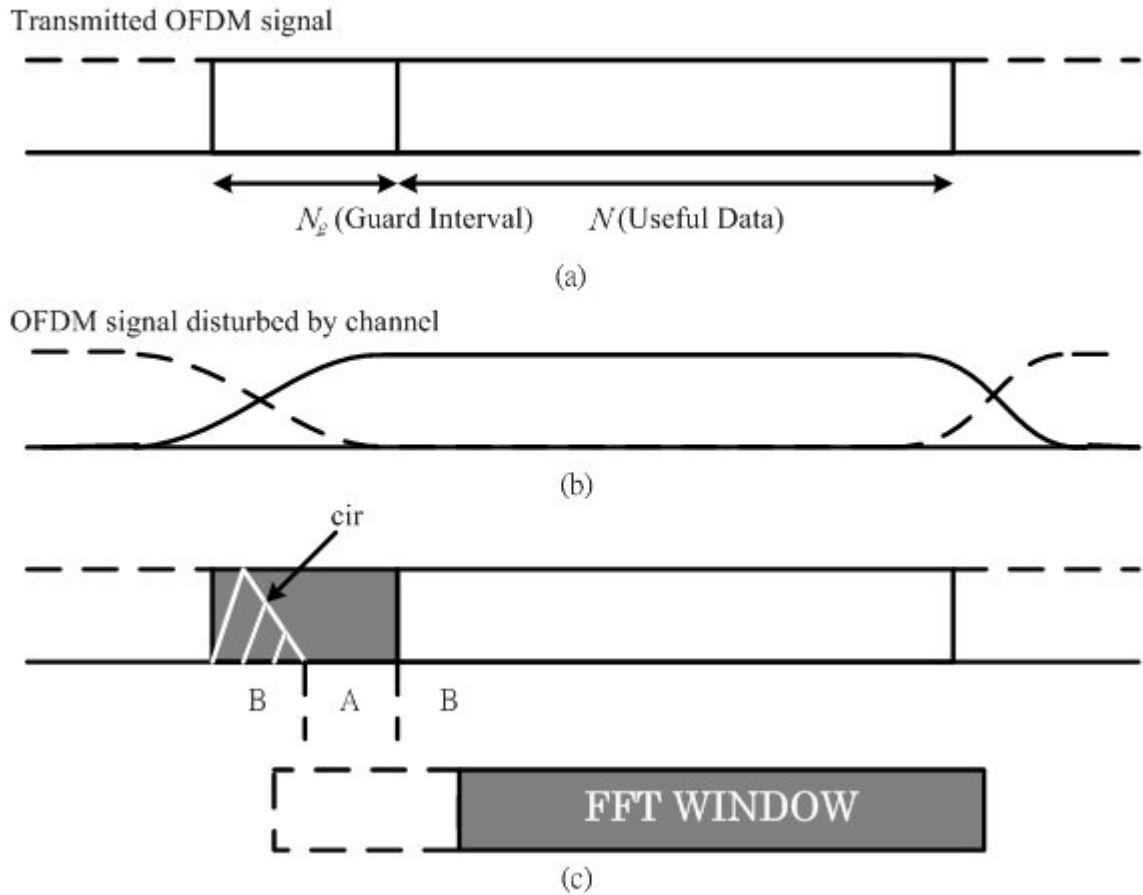 Transmitted OFDM signal
N_g (Guard Interval) N (Useful Data)
(a)
OFDM signal disturbed by channel
(b)
cir
B A B
FFT WINDOW
(c)